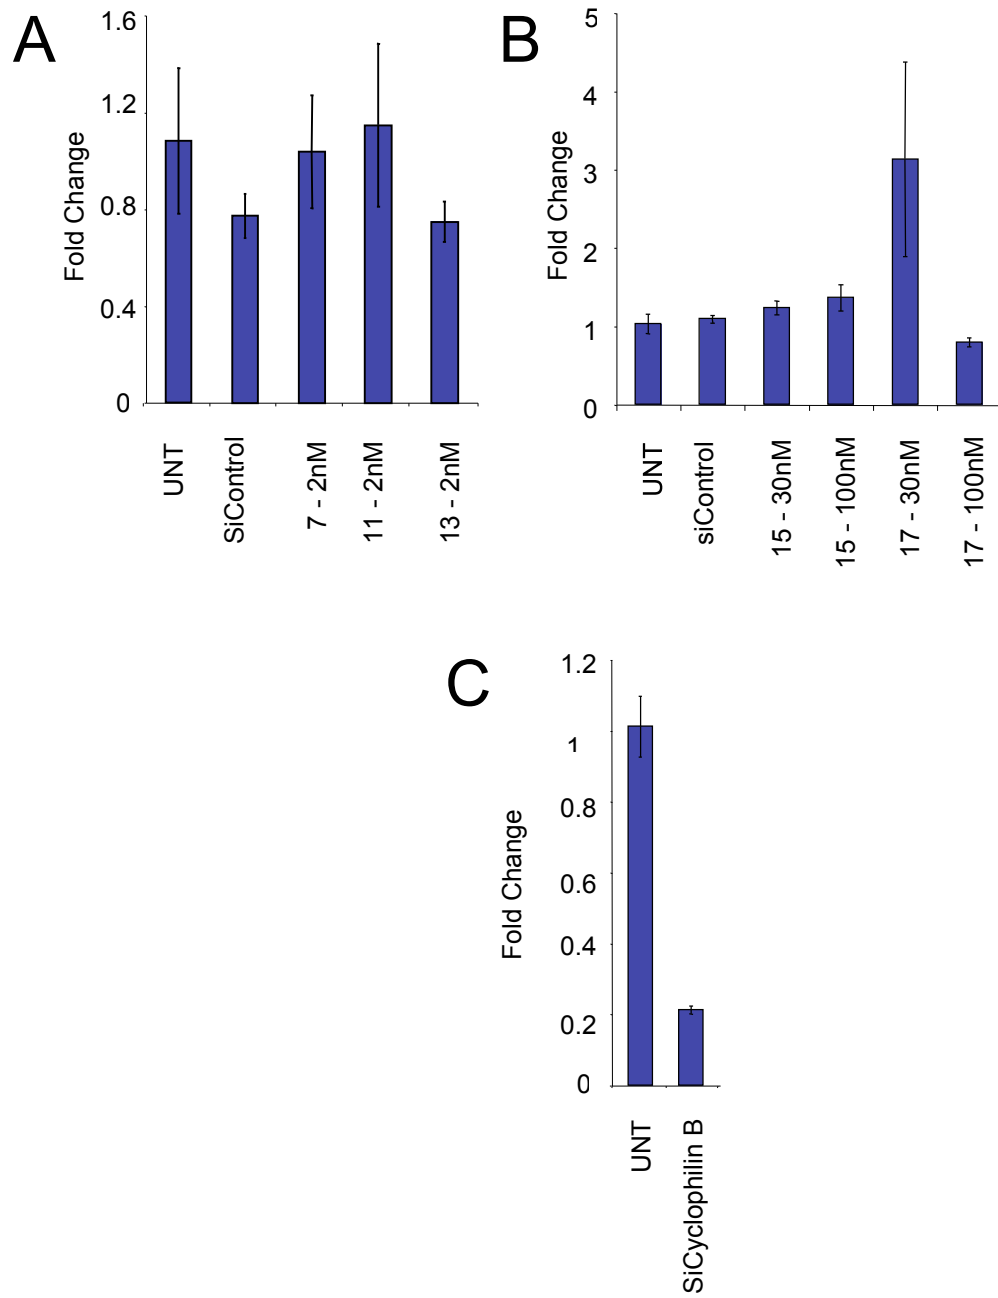 A
Fold Change
1.6
1.2
0.8
0.4
0
UNT
SiControl
7 - 2nM
11 - 2nM
13 - 2nM
B
Fold Change
5
4
3
2
1
0
UNT
siControl
15 - 30nM
15 - 100nM
17 - 30nM
17 - 100nM
C
Fold Change
1.2
1
0.8
0.6
0.4
0.2
0
UNT
SiCyclophilin B